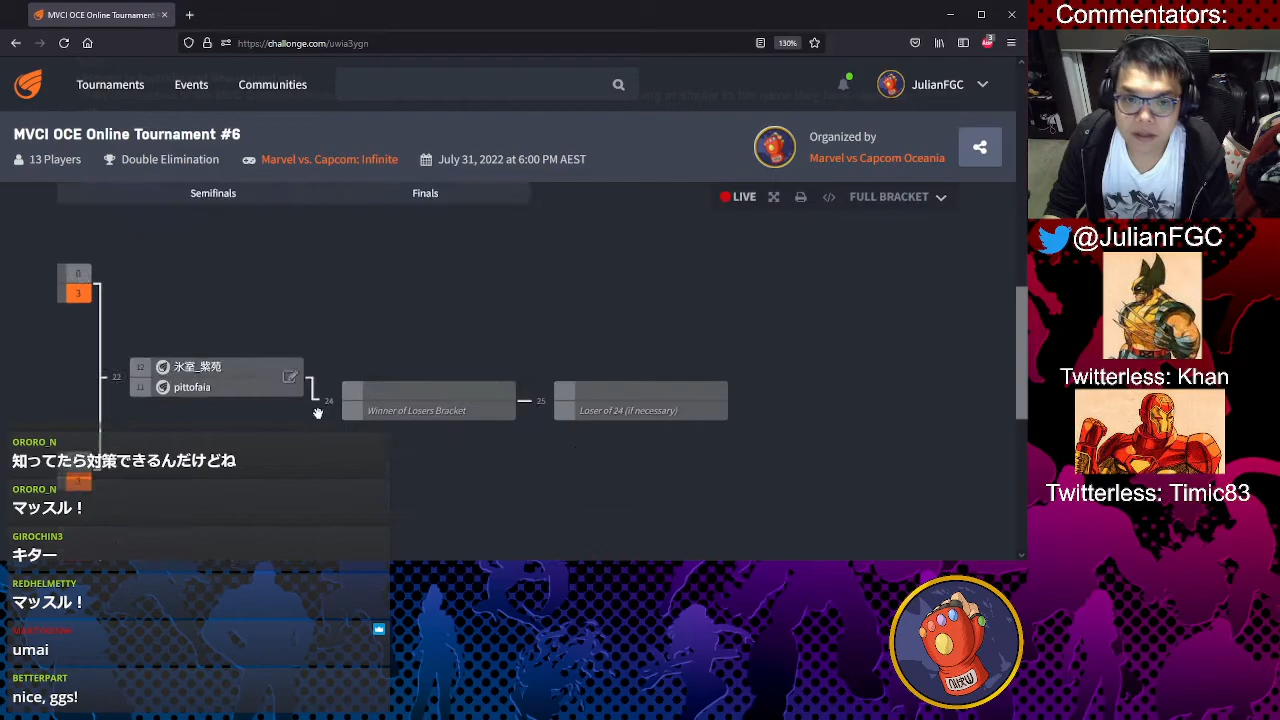 MVCI OCE Online Tournament
https://challonge.com/uwia3ygn
130%
3
Tournaments
Events
Communities
JulianFGC
MVCI OCE Online Tournament #6
13 Players
Double Elimination
Marvel vs. Capcom: Infinite
July 31, 2022 at 6:00 PM AEST
Organized by
Marvel vs Capcom Oceania
Semifinals
Finals
LIVE
FULL BRACKET
0
3
22
12
氷室_紫苑
11
pittofaia
24
Winner of Losers Bracket
25
Loser of 24 (if necessary)
3
ORORO_N
知ってたら対策できるんだけどね
ORORO_N
マッスル！
GIROCHIN3
キター
REDHELMETTY
マッスル！
umai
BETTERPART
nice, ggs!
Commentators:
@JulianFGC
Twitterless: Khan
Twitterless: Timic83